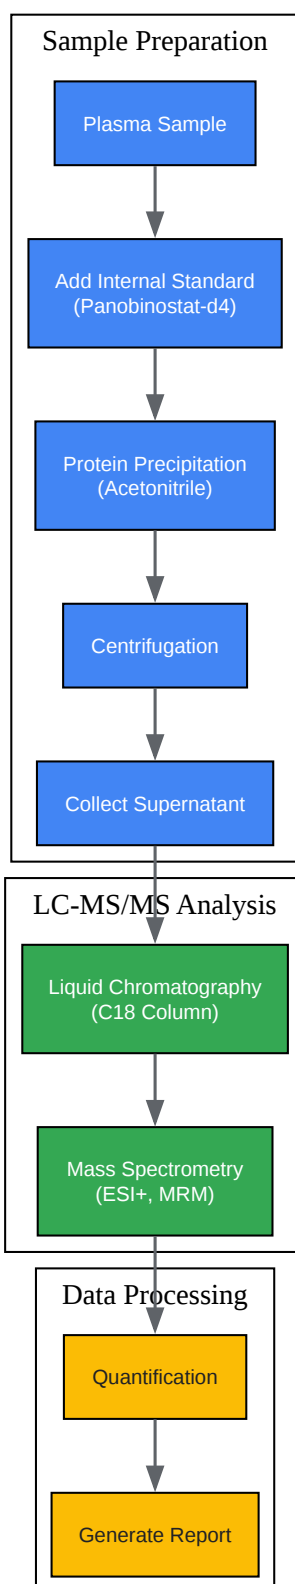 Sample Preparation
Plasma Sample
Add Internal Standard
(Panobinostat-d4)
Protein Precipitation
(Acetonitrile)
Centrifugation
Collect Supernatant
LC-MS/MS Analysis
Liquid Chromatography
(C18 Column)
Mass Spectrometry
(ESI+, MRM)
Data Processing
Quantification
Generate Report